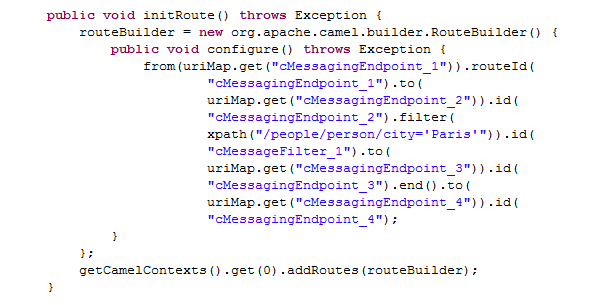 public void initRoute() throws Exception {
routeBuilder = new org.apache.camel.builder.RouteBuilder() {
public void configure() throws Exception {
from(uriMap.get("cMessagingEndpoint_1")).routeId(
"cMessagingEndpoint_1").to(
uriMap.get("cMessagingEndpoint_2")).id(
"cMessagingEndpoint_2").filter(
xpath("/people/person/city='Paris'")).id(
"cMessageFilter_1").to(
uriMap.get("cMessagingEndpoint_3")).id(
"cMessagingEndpoint_3").end().to(
uriMap.get("cMessagingEndpoint_4")).id(
"cMessagingEndpoint_4");
}
};
getCamelContexts().get(0).addRoutes(routeBuilder);
}